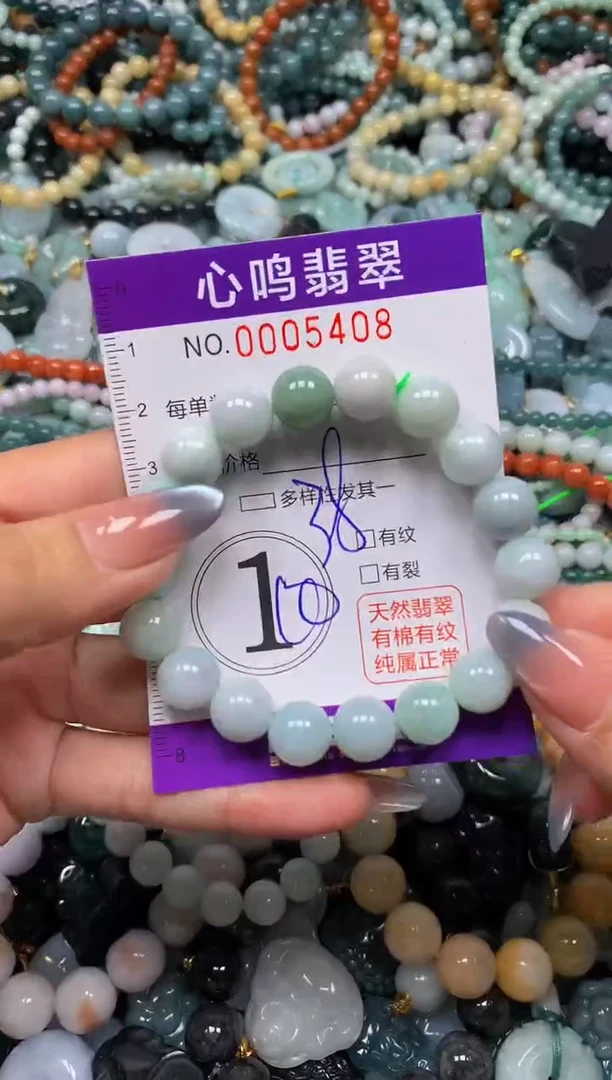 心鸣翡翠
NO.0005408
0
1
2
每单
3
价格
多样性发其一
38
有纹
有裂
1
10
天然翡翠
有棉有纹
纯属正常
8